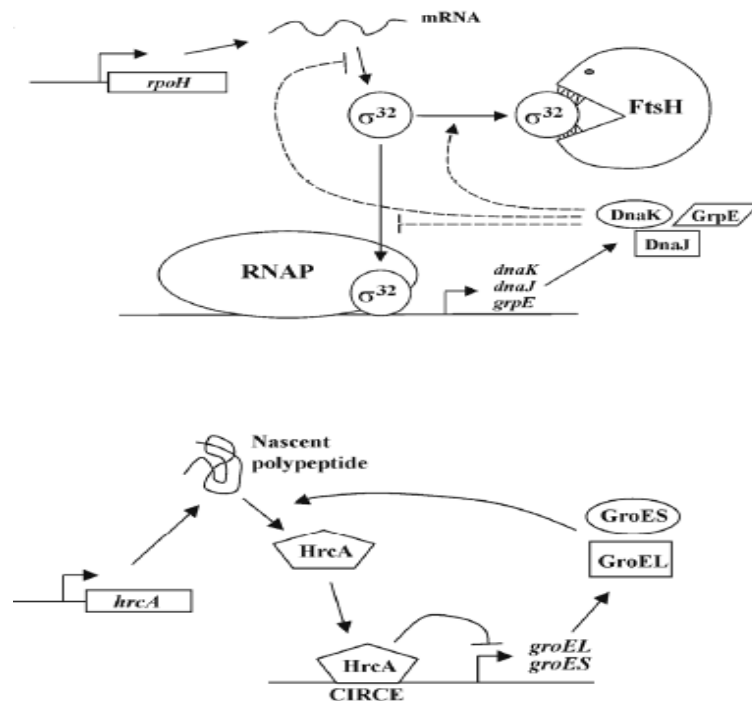 mRNA
rpoH
σ32
σ32
FtsH
DnaK
GrpE
DnaJ
RNAP
σ32
dnaK
dnaJ
grpE
Nascent
polypeptide
GroES
HrcA
GroEL
hrcA
HrcA
groEL
groES
CIRCE